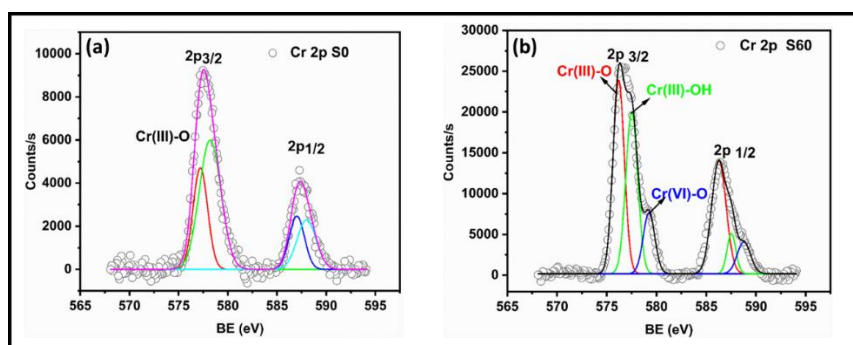 (a)
2p3/2
Cr 2p S0
Cr(III)-O
2p1/2
Counts/s
10000
8000
6000
4000
2000
0
565 570 575 580 585 590 595
BE (eV)
(b)
2p 3/2
Cr 2p S60
Cr(III)-O
Cr(III)-OH
2p 1/2
Cr(VI)-O
Counts/s
30000
25000
20000
15000
10000
5000
0
565 570 575 580 585 590 595
BE (eV)